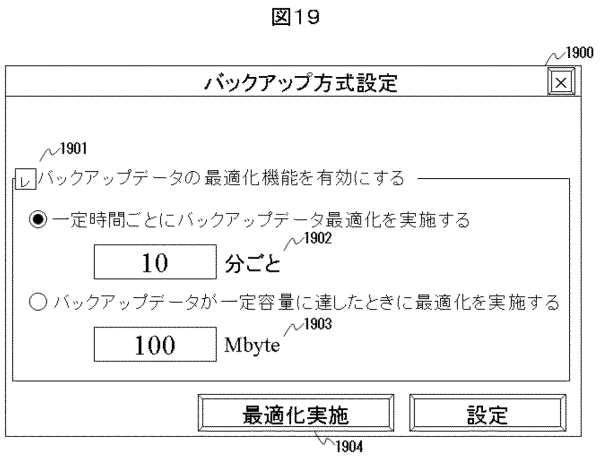 図19
1900
バックアップ方式設定
1901
バックアップデータの最適化機能を有効にする
一定時間ごとにバックアップデータ最適化を実施する
10 分ごと 1902
バックアップデータが一定容量に達したときに最適化を実施する
100 Mbyte 1903
最適化実施 設定
1904